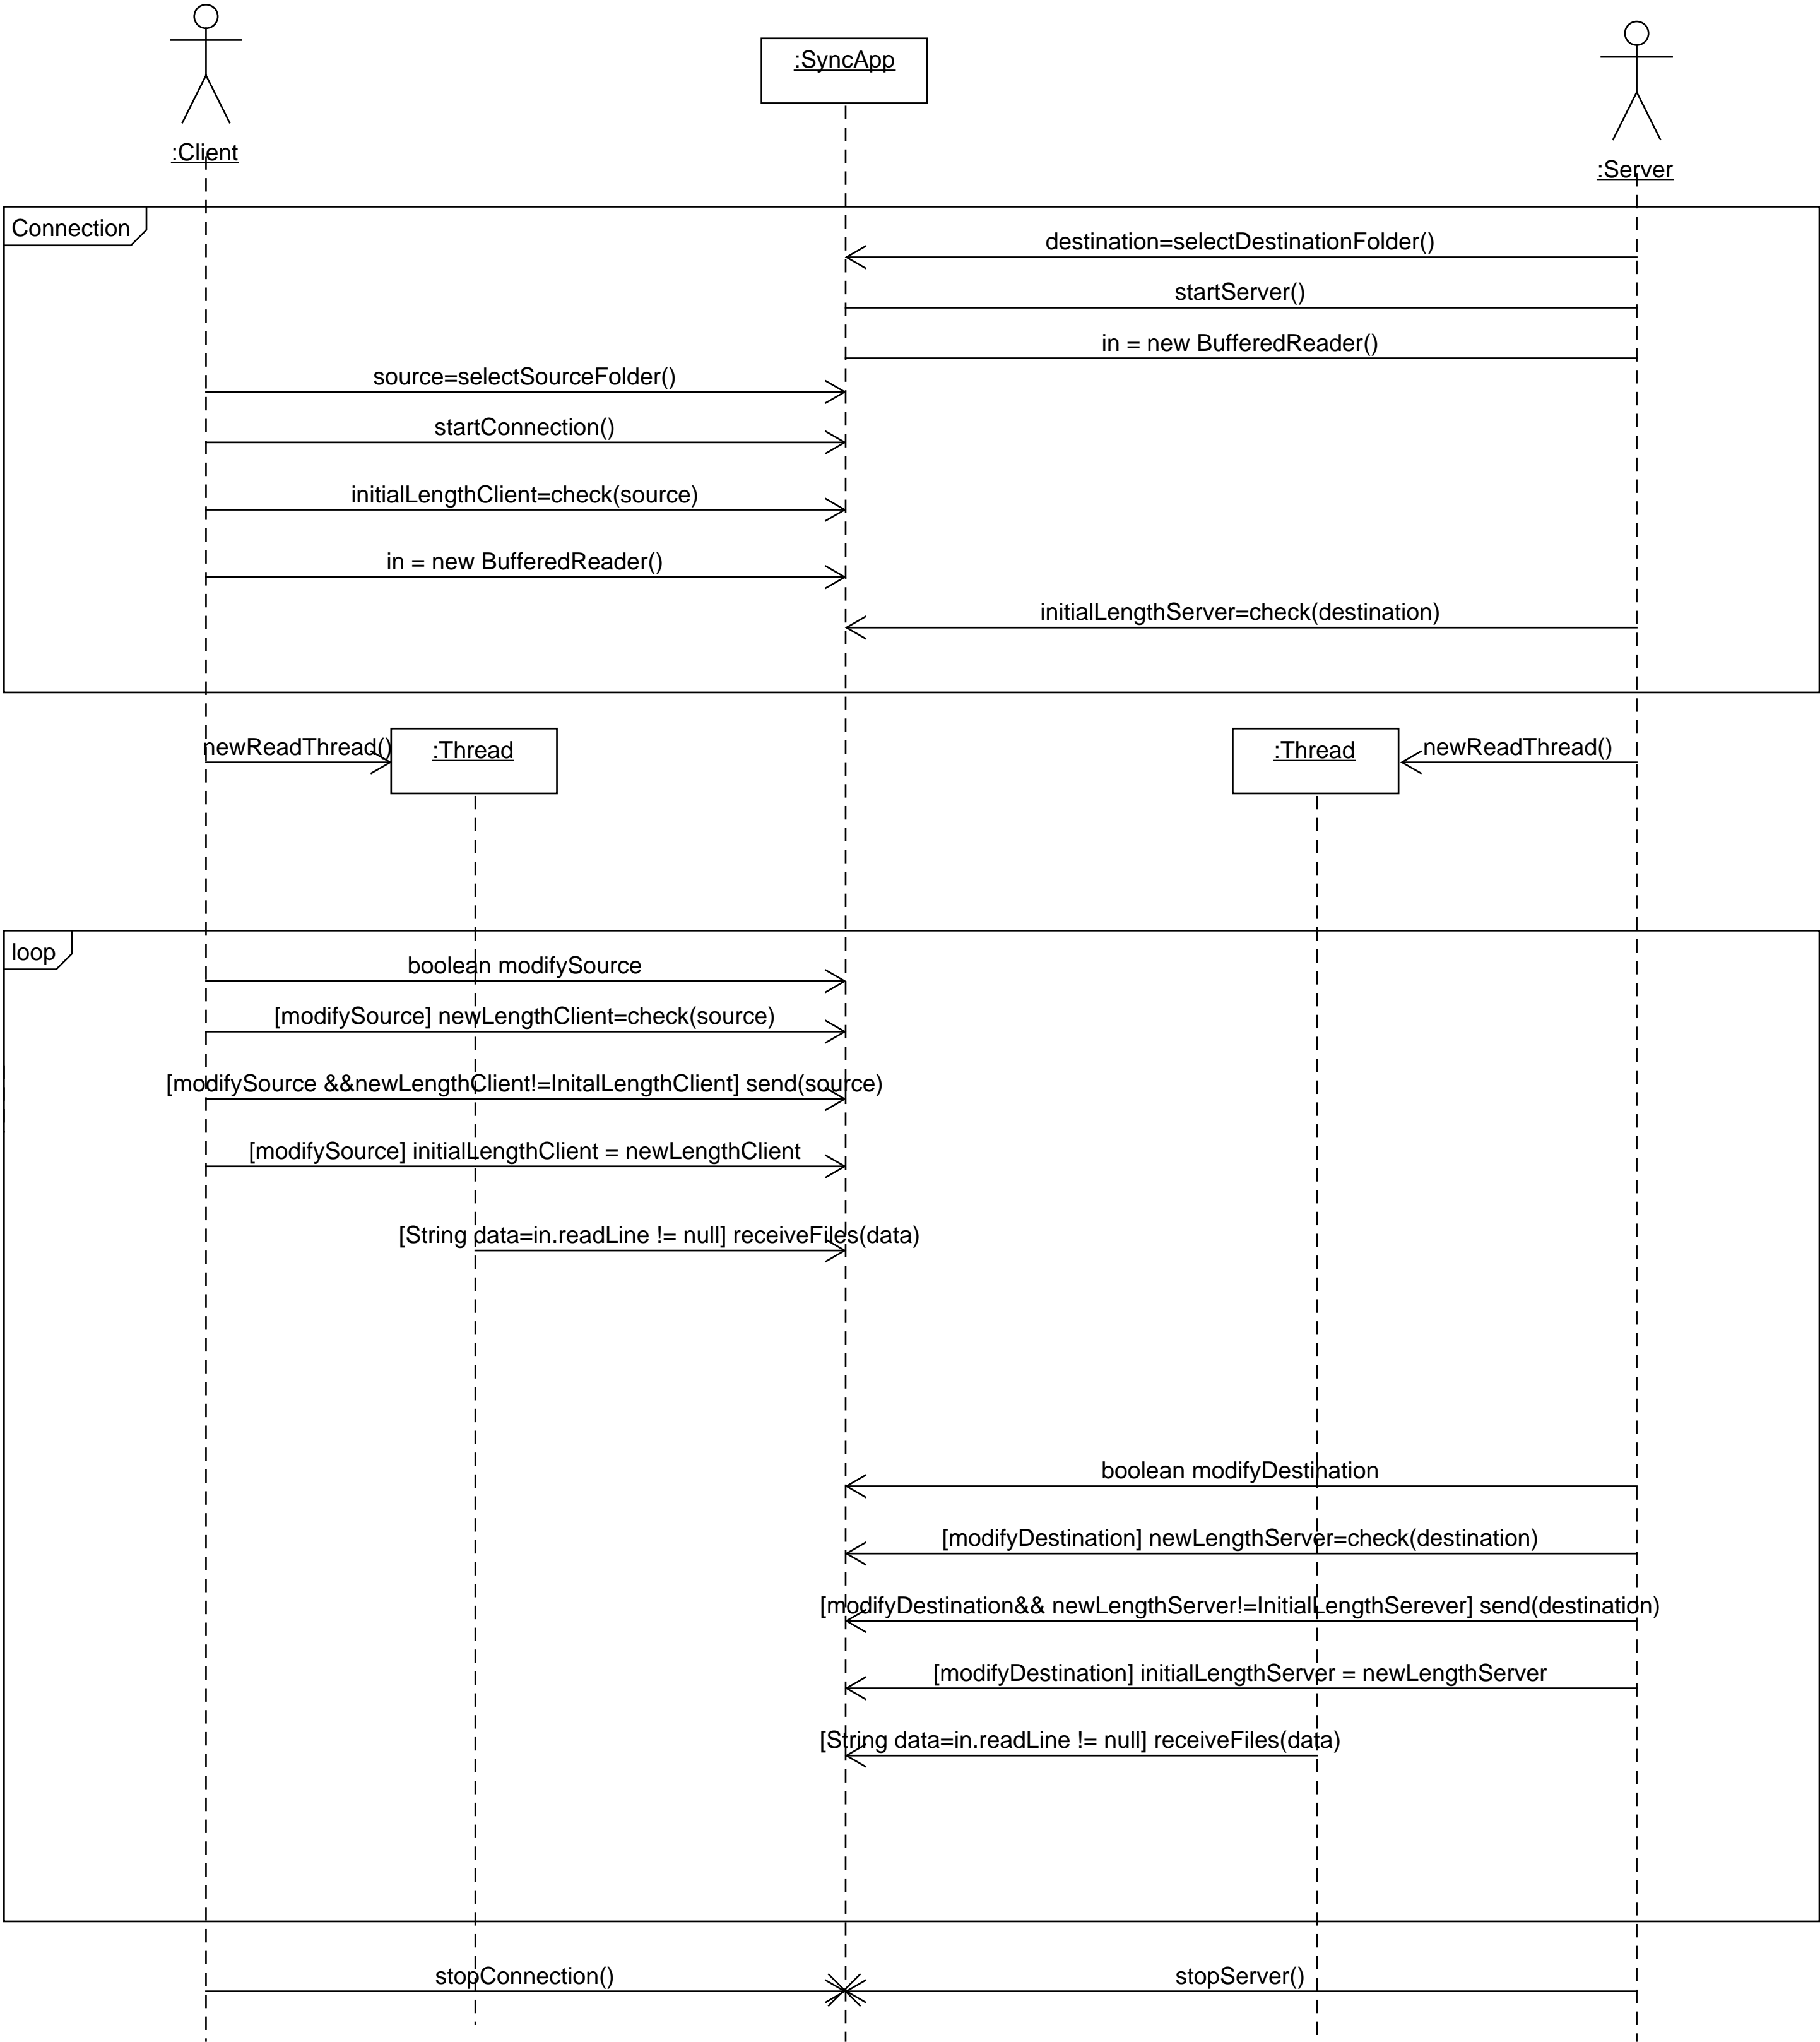 :SyncApp
:Client
:Server
Connection
destination=selectDestinationFolder()
startServer()
in = new BufferedReader()
source=selectSourceFolder()
startConnection()
initialLengthClient=check(source)
in = new BufferedReader()
initialLengthServer=check(destination)
newReadThread()
:Thread
:Thread
newReadThread()
loop
boolean modifySource
[modifySource] newLengthClient=check(source)
[modifySource &&newLengthClient!=InitalLengthClient] send(source)
[modifySource] initialLengthClient = newLengthClient
[String data=in.readLine != null] receiveFiles(data)
boolean modifyDestination
[modifyDestination] newLengthServer=check(destination)
[modifyDestination&& newLengthServer!=InitialLengthSerever] send(destination)
[modifyDestination] initialLengthServer = newLengthServer
[String data=in.readLine != null] receiveFiles(data)
stopConnection()
stopServer()